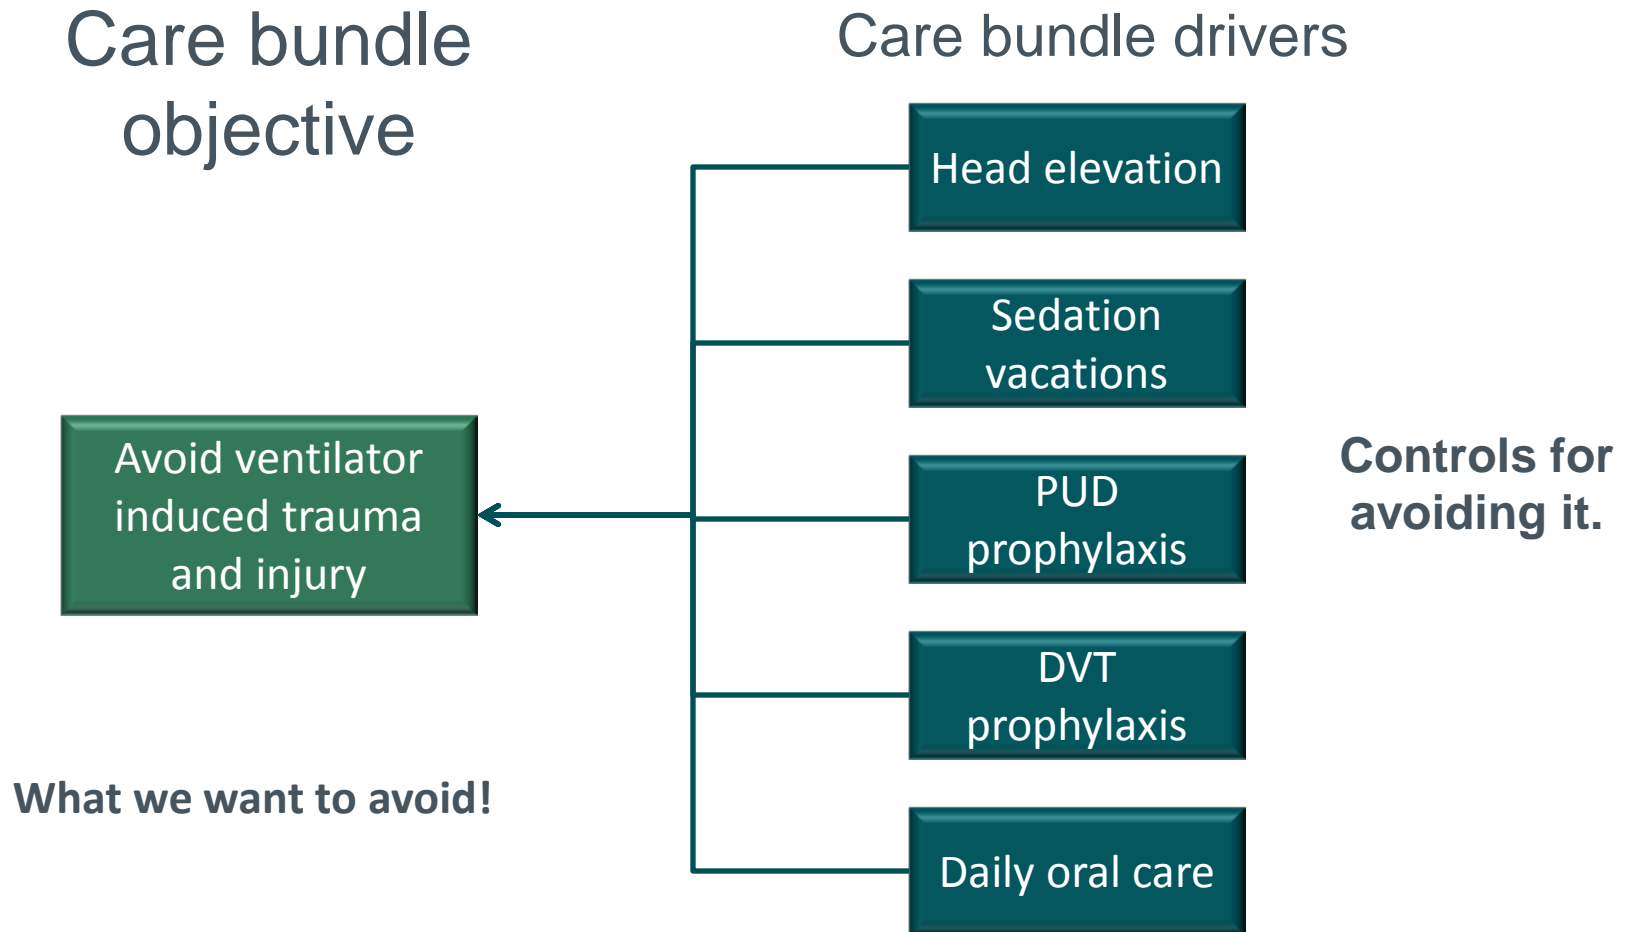 Care bundle
objective
Care bundle drivers
Head elevation
Sedation
vacations
PUD
prophylaxis
DVT
prophylaxis
Daily oral care
Avoid ventilator
induced trauma
and injury
Controls for
avoiding it.
What we want to avoid!